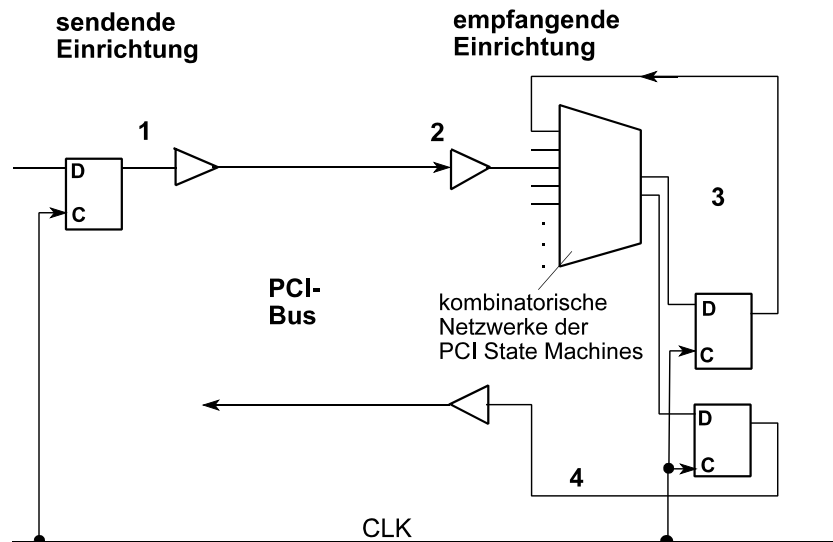 sendende
Einrichtung
empfangende
Einrichtung
1
2
D
C
3
PCI-
Bus
kombinatorische
Netzwerke der
PCI State Machines
D
C
D
C
4
CLK